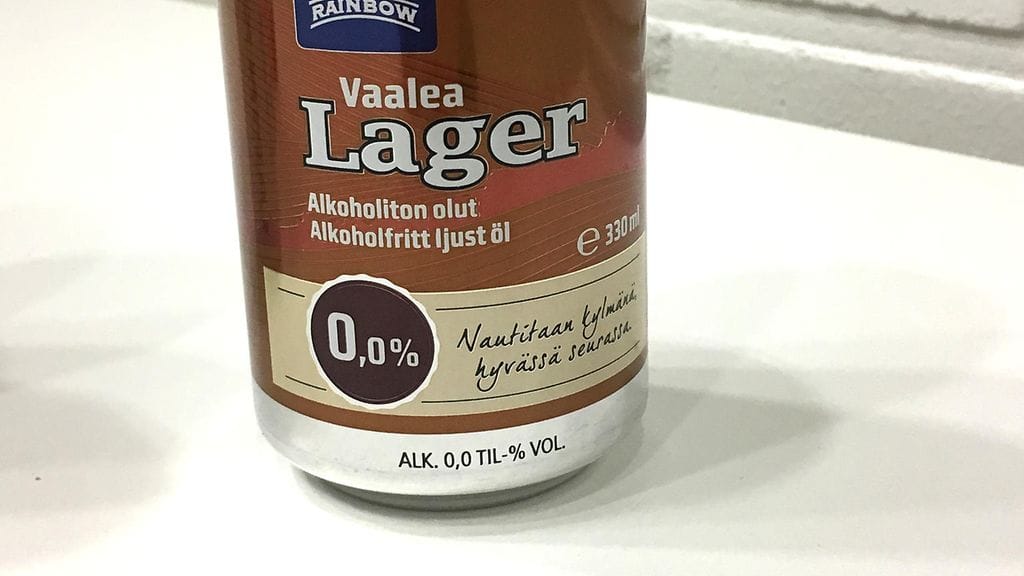 RAINBOW
Vaalea
Lager
Alkoholiton olut
Alkoholfritt ljust öl
℮ 330 ml
0,0%
Nautitaan kylmänä,
hyvässä seurassa.
ALK. 0,0 TIL-% VOL.